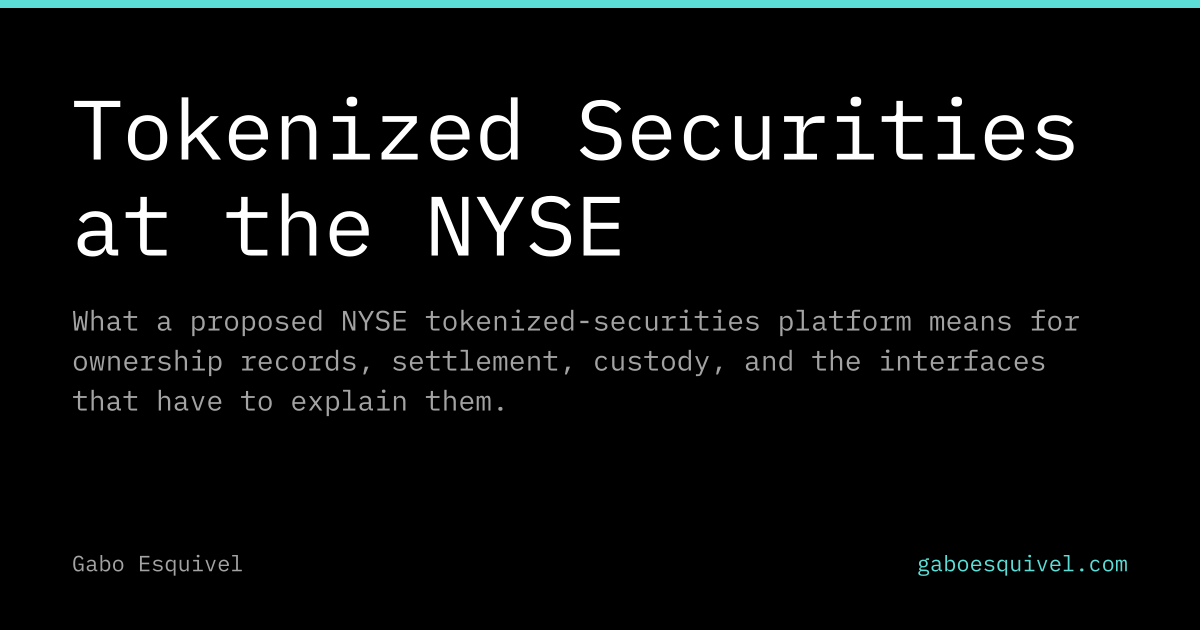 Tokenized Securities
at the NYSE
What a proposed NYSE tokenized-securities platform means for
ownership records, settlement, custody, and the interfaces
that have to explain them.
Gabo Esquivel
gaboesquivel.com